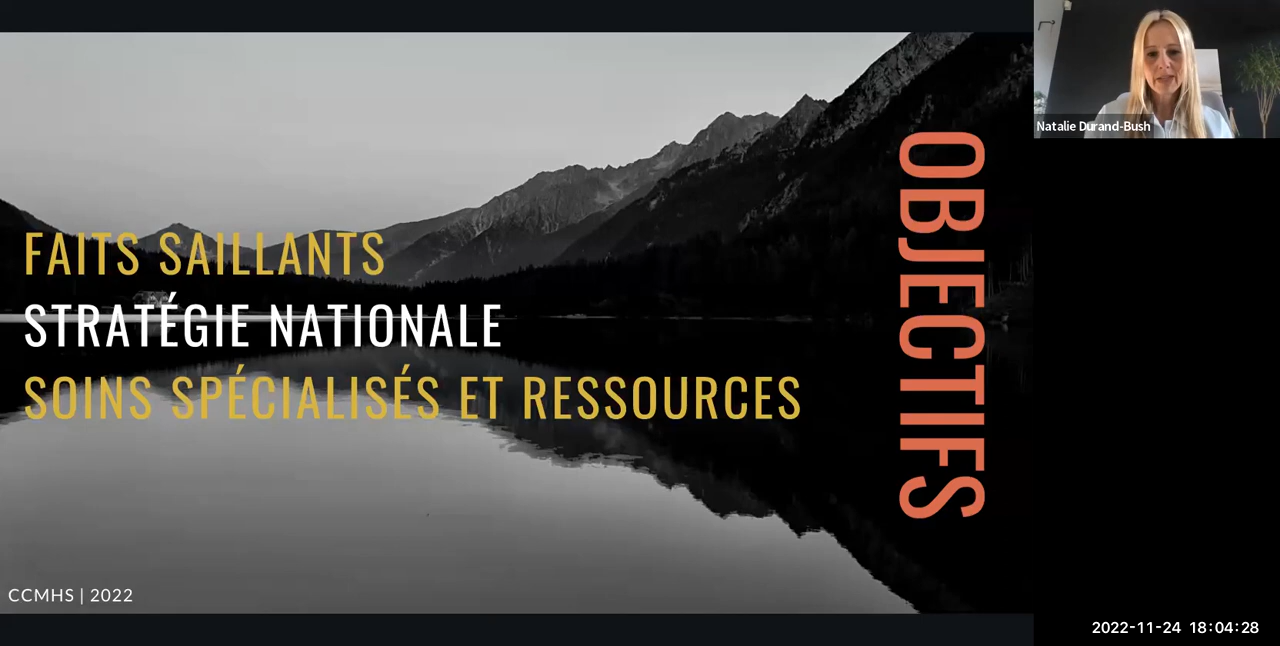 FAITS SAILLANTS
STRATÉGIE NATIONALE
SOINS SPÉCIALISÉS ET RESSOURCES
OBJECTIFS
CCMHS | 2022
Natalie Durand-Bush
2022-11-24 18:04:28